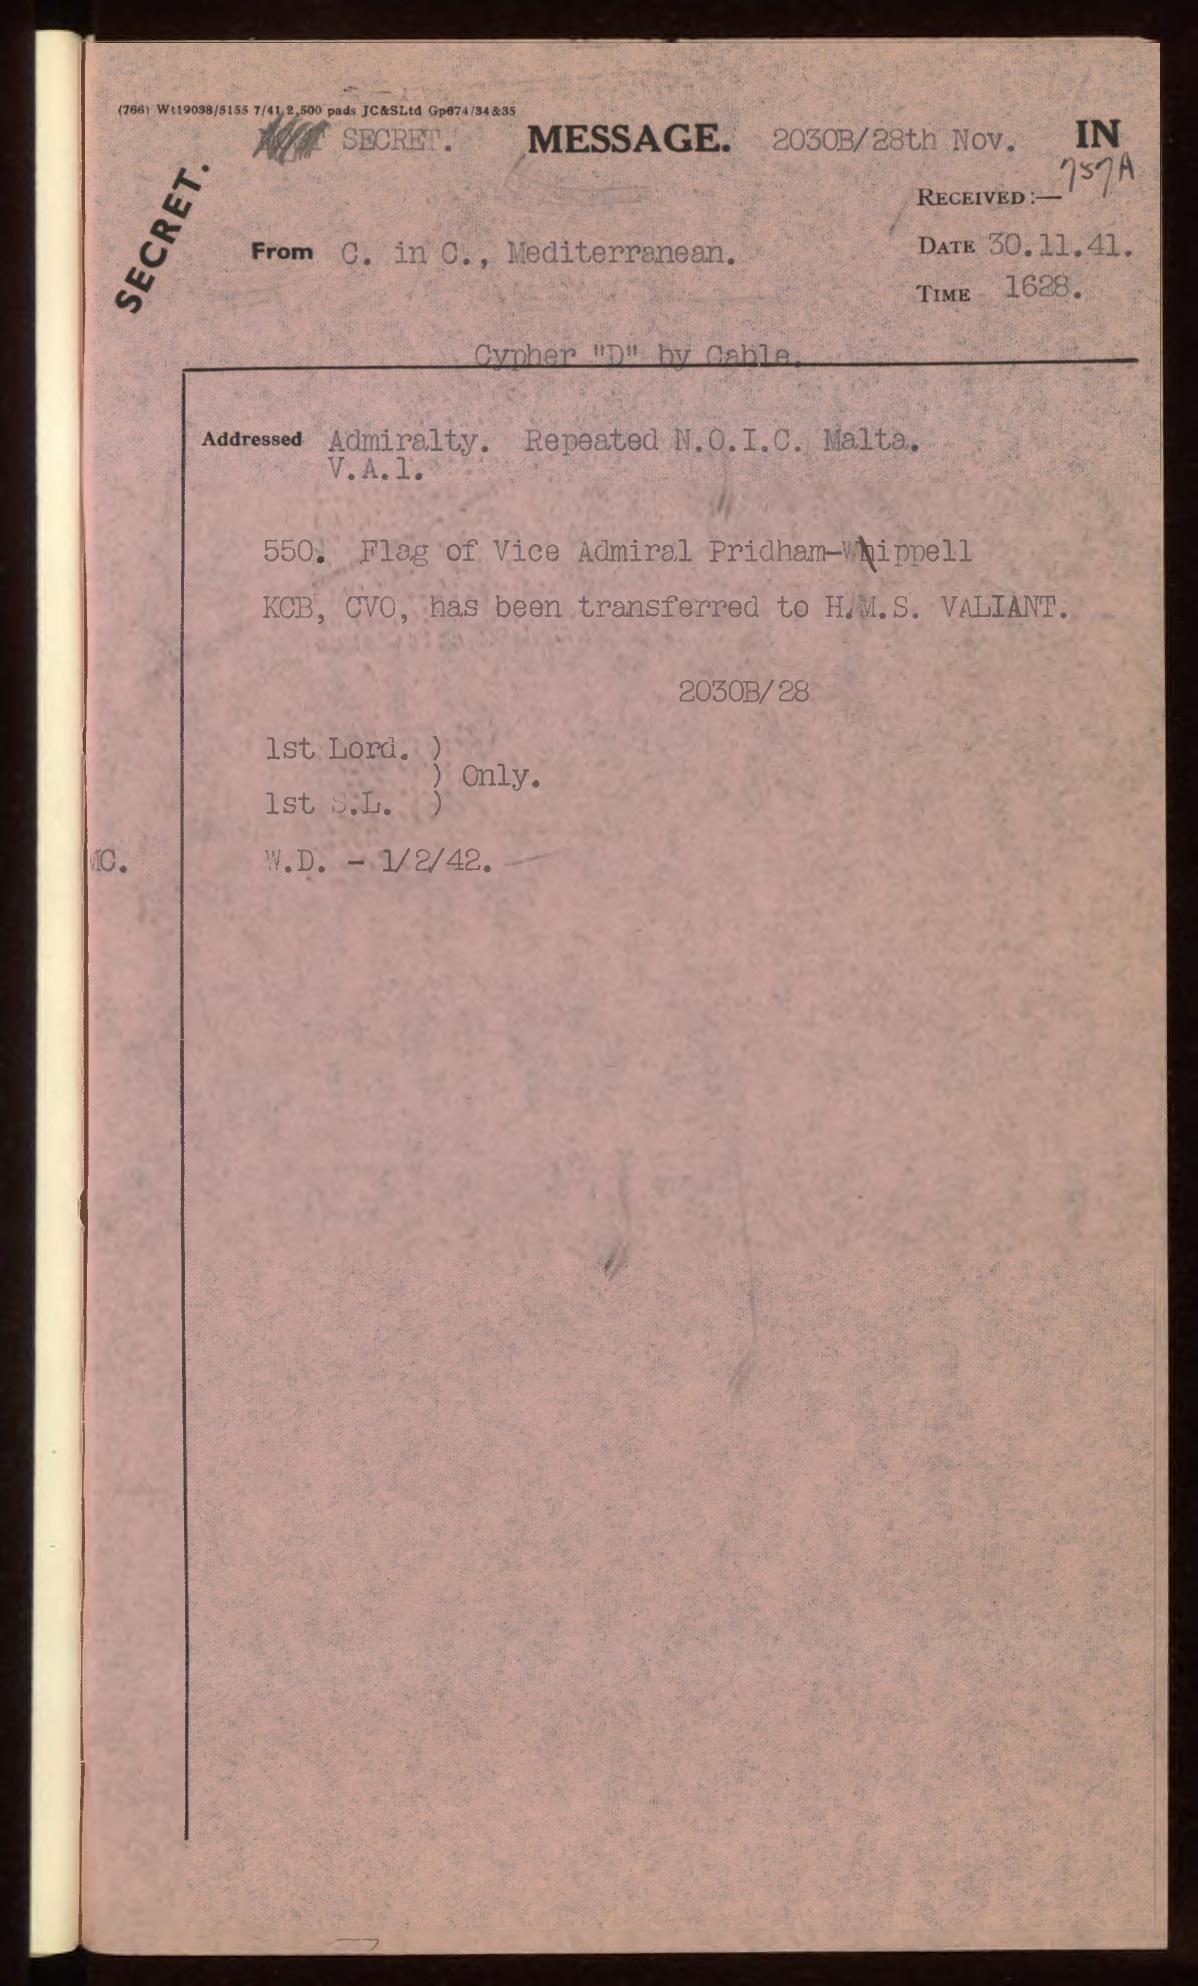 (766) Wt19038/5155 7/41 2,500 pads JC&SLtd Gp674/34&35
SECRET. MESSAGE. 2030B/28th Nov. IN
757A
SECRET.
RECEIVED:—
From C. in C., Mediterranean.
DATE 30.11.41.
TIME 1628.
Cypher "D" by Cable.
Addressed Admiralty. Repeated N.O.I.C. Malta.
V.A.1.
550. Flag of Vice Admiral Pridham-Wippell
KCB, CVO, has been transferred to H.M.S. VALIANT.
2030B/28
1st Lord. )
) Only.
1st S.L. )
MC. W.D. - 1/2/42.